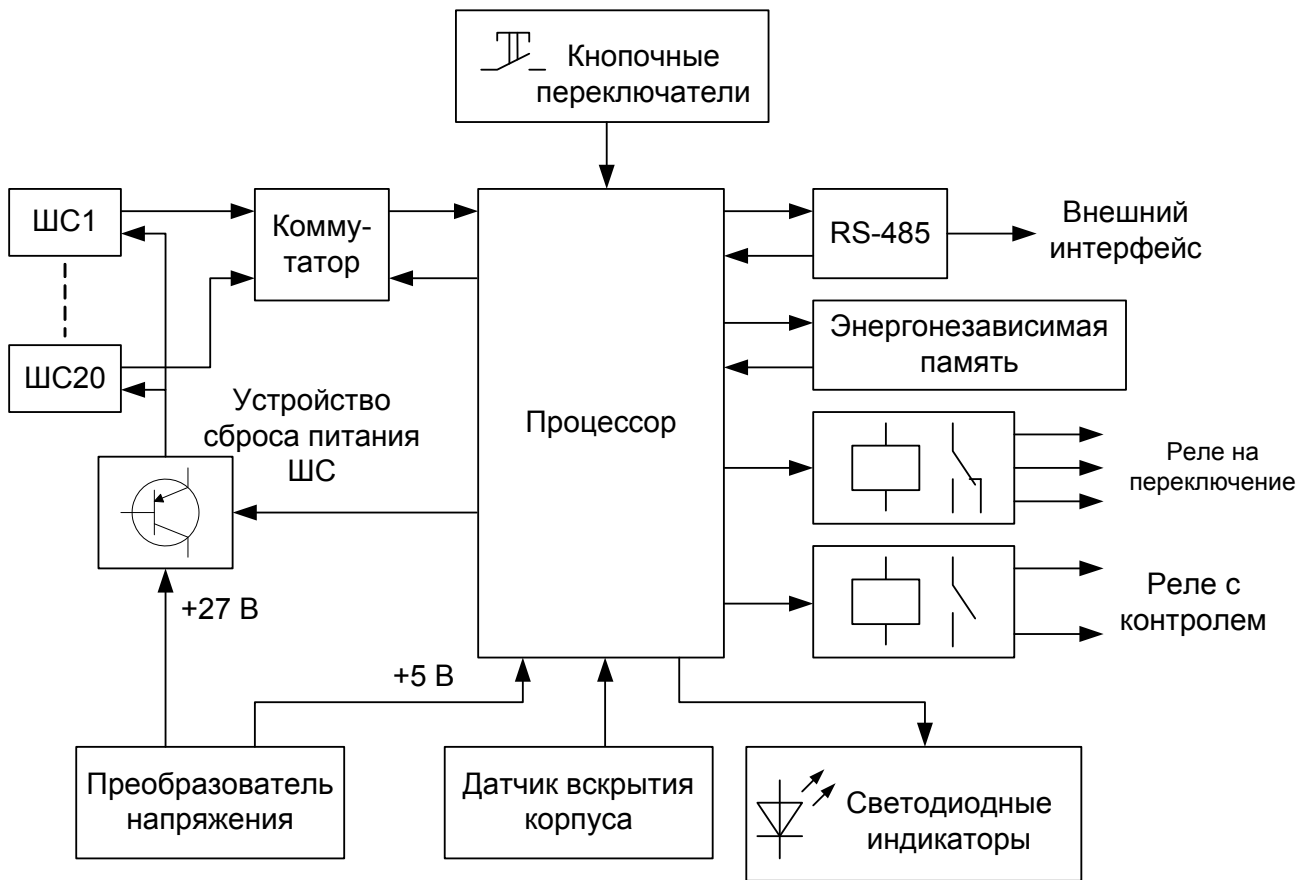 Кнопочные
переключатели
ШС1
Комму-
татор
RS-485
Внешний
интерфейс
Энергонезависимая
память
ШС20
Процессор
Устройство
сброса питания
ШС
Реле на
переключение
+27 В
Реле с
контролем
+5 В
Преобразователь
напряжения
Датчик вскрытия
корпуса
Светодиодные
индикаторы